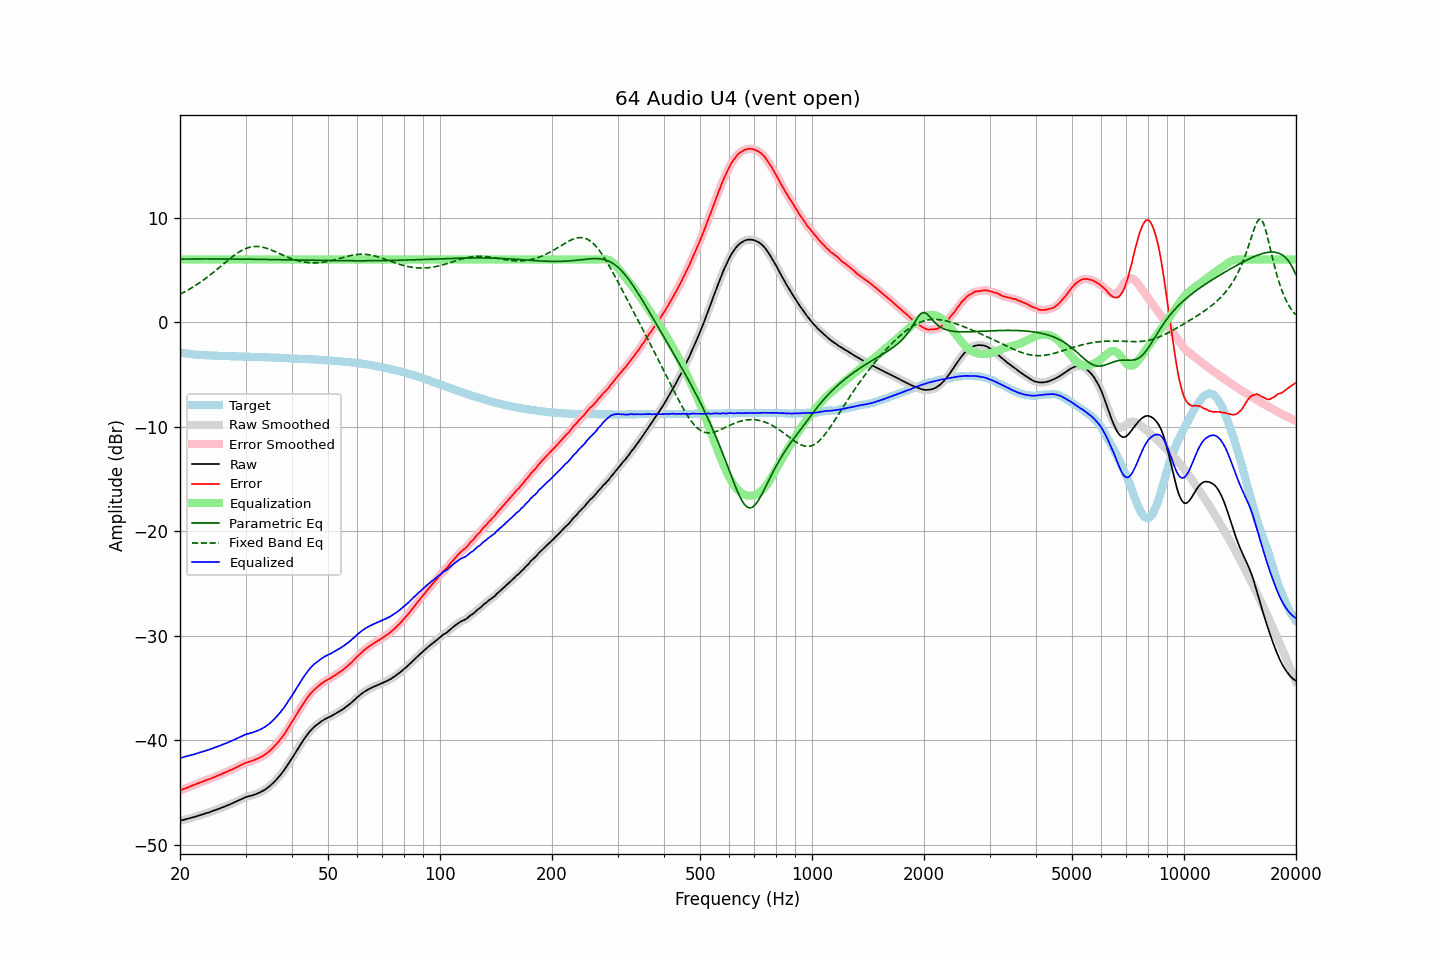 64 Audio U4 (vent open)
Amplitude (dBr)
10
0
−10
−20
−30
−40
−50
Target
Raw Smoothed
Error Smoothed
Raw
Error
Equalization
Parametric Eq
Fixed Band Eq
Equalized
20 50 100 200 500 1000 2000 5000 10000 20000
Frequency (Hz)